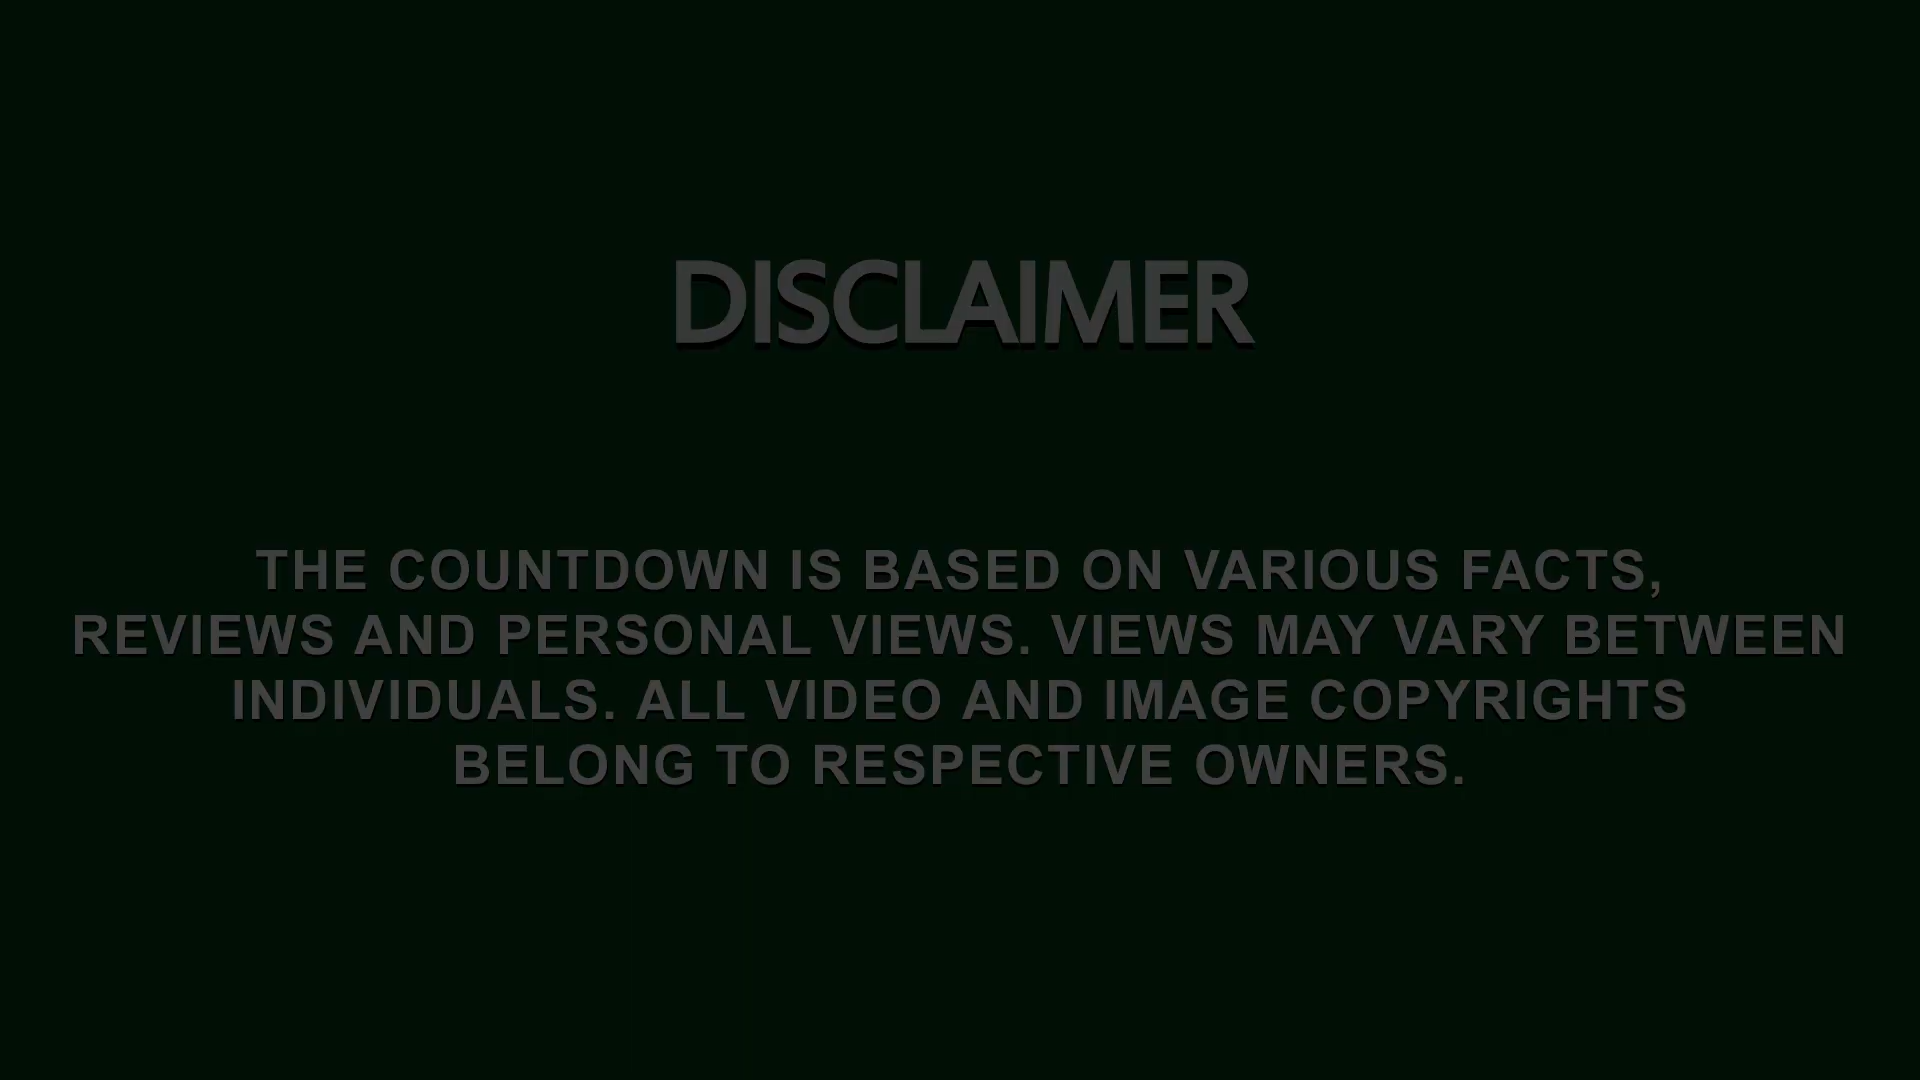 DISCLAIMER
THE COUNTDOWN IS BASED ON VARIOUS FACTS,
REVIEWS AND PERSONAL VIEWS. VIEWS MAY VARY BETWEEN
INDIVIDUALS. ALL VIDEO AND IMAGE COPYRIGHTS
BELONG TO RESPECTIVE OWNERS.